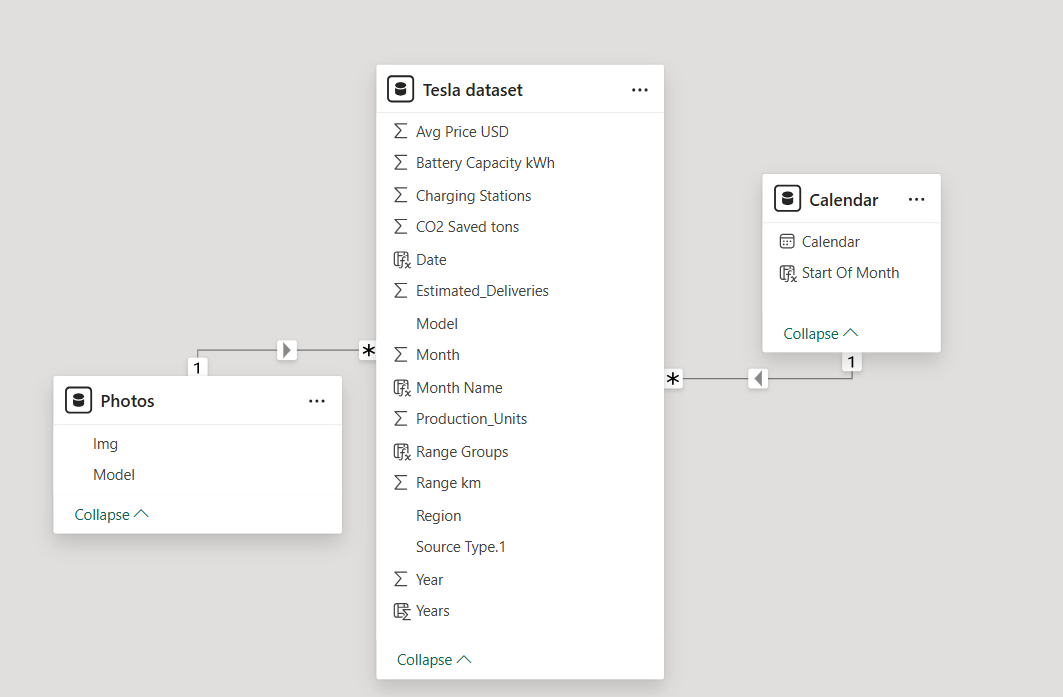 Tesla dataset
Avg Price USD
Battery Capacity kWh
Charging Stations
CO2 Saved tons
Date
Estimated_Deliveries
Model
Month
Month Name
Production_Units
Range Groups
Range km
Region
Source Type.1
Year
Years
Collapse
Calendar
Calendar
Start Of Month
Collapse
1
*
1
*
Photos
Img
Model
Collapse